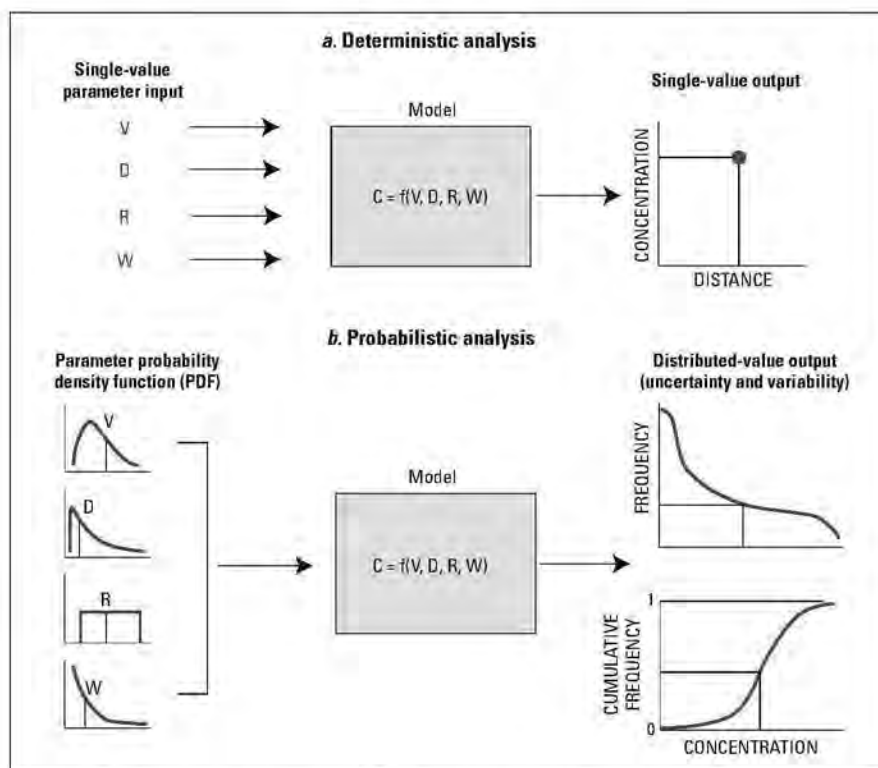 a. Deterministic analysis
Single-value
parameter input
V
D
R
W
Model
C = f(V, D, R, W)
Single-value output
CONCENTRATION
DISTANCE
b. Probabilistic analysis
Parameter probability
density function (PDF)
V
D
R
W
Model
C = f(V, D, R, W)
Distributed-value output
(uncertainty and variability)
FREQUENCY
CUMULATIVE
FREQUENCY
1
0
CONCENTRATION